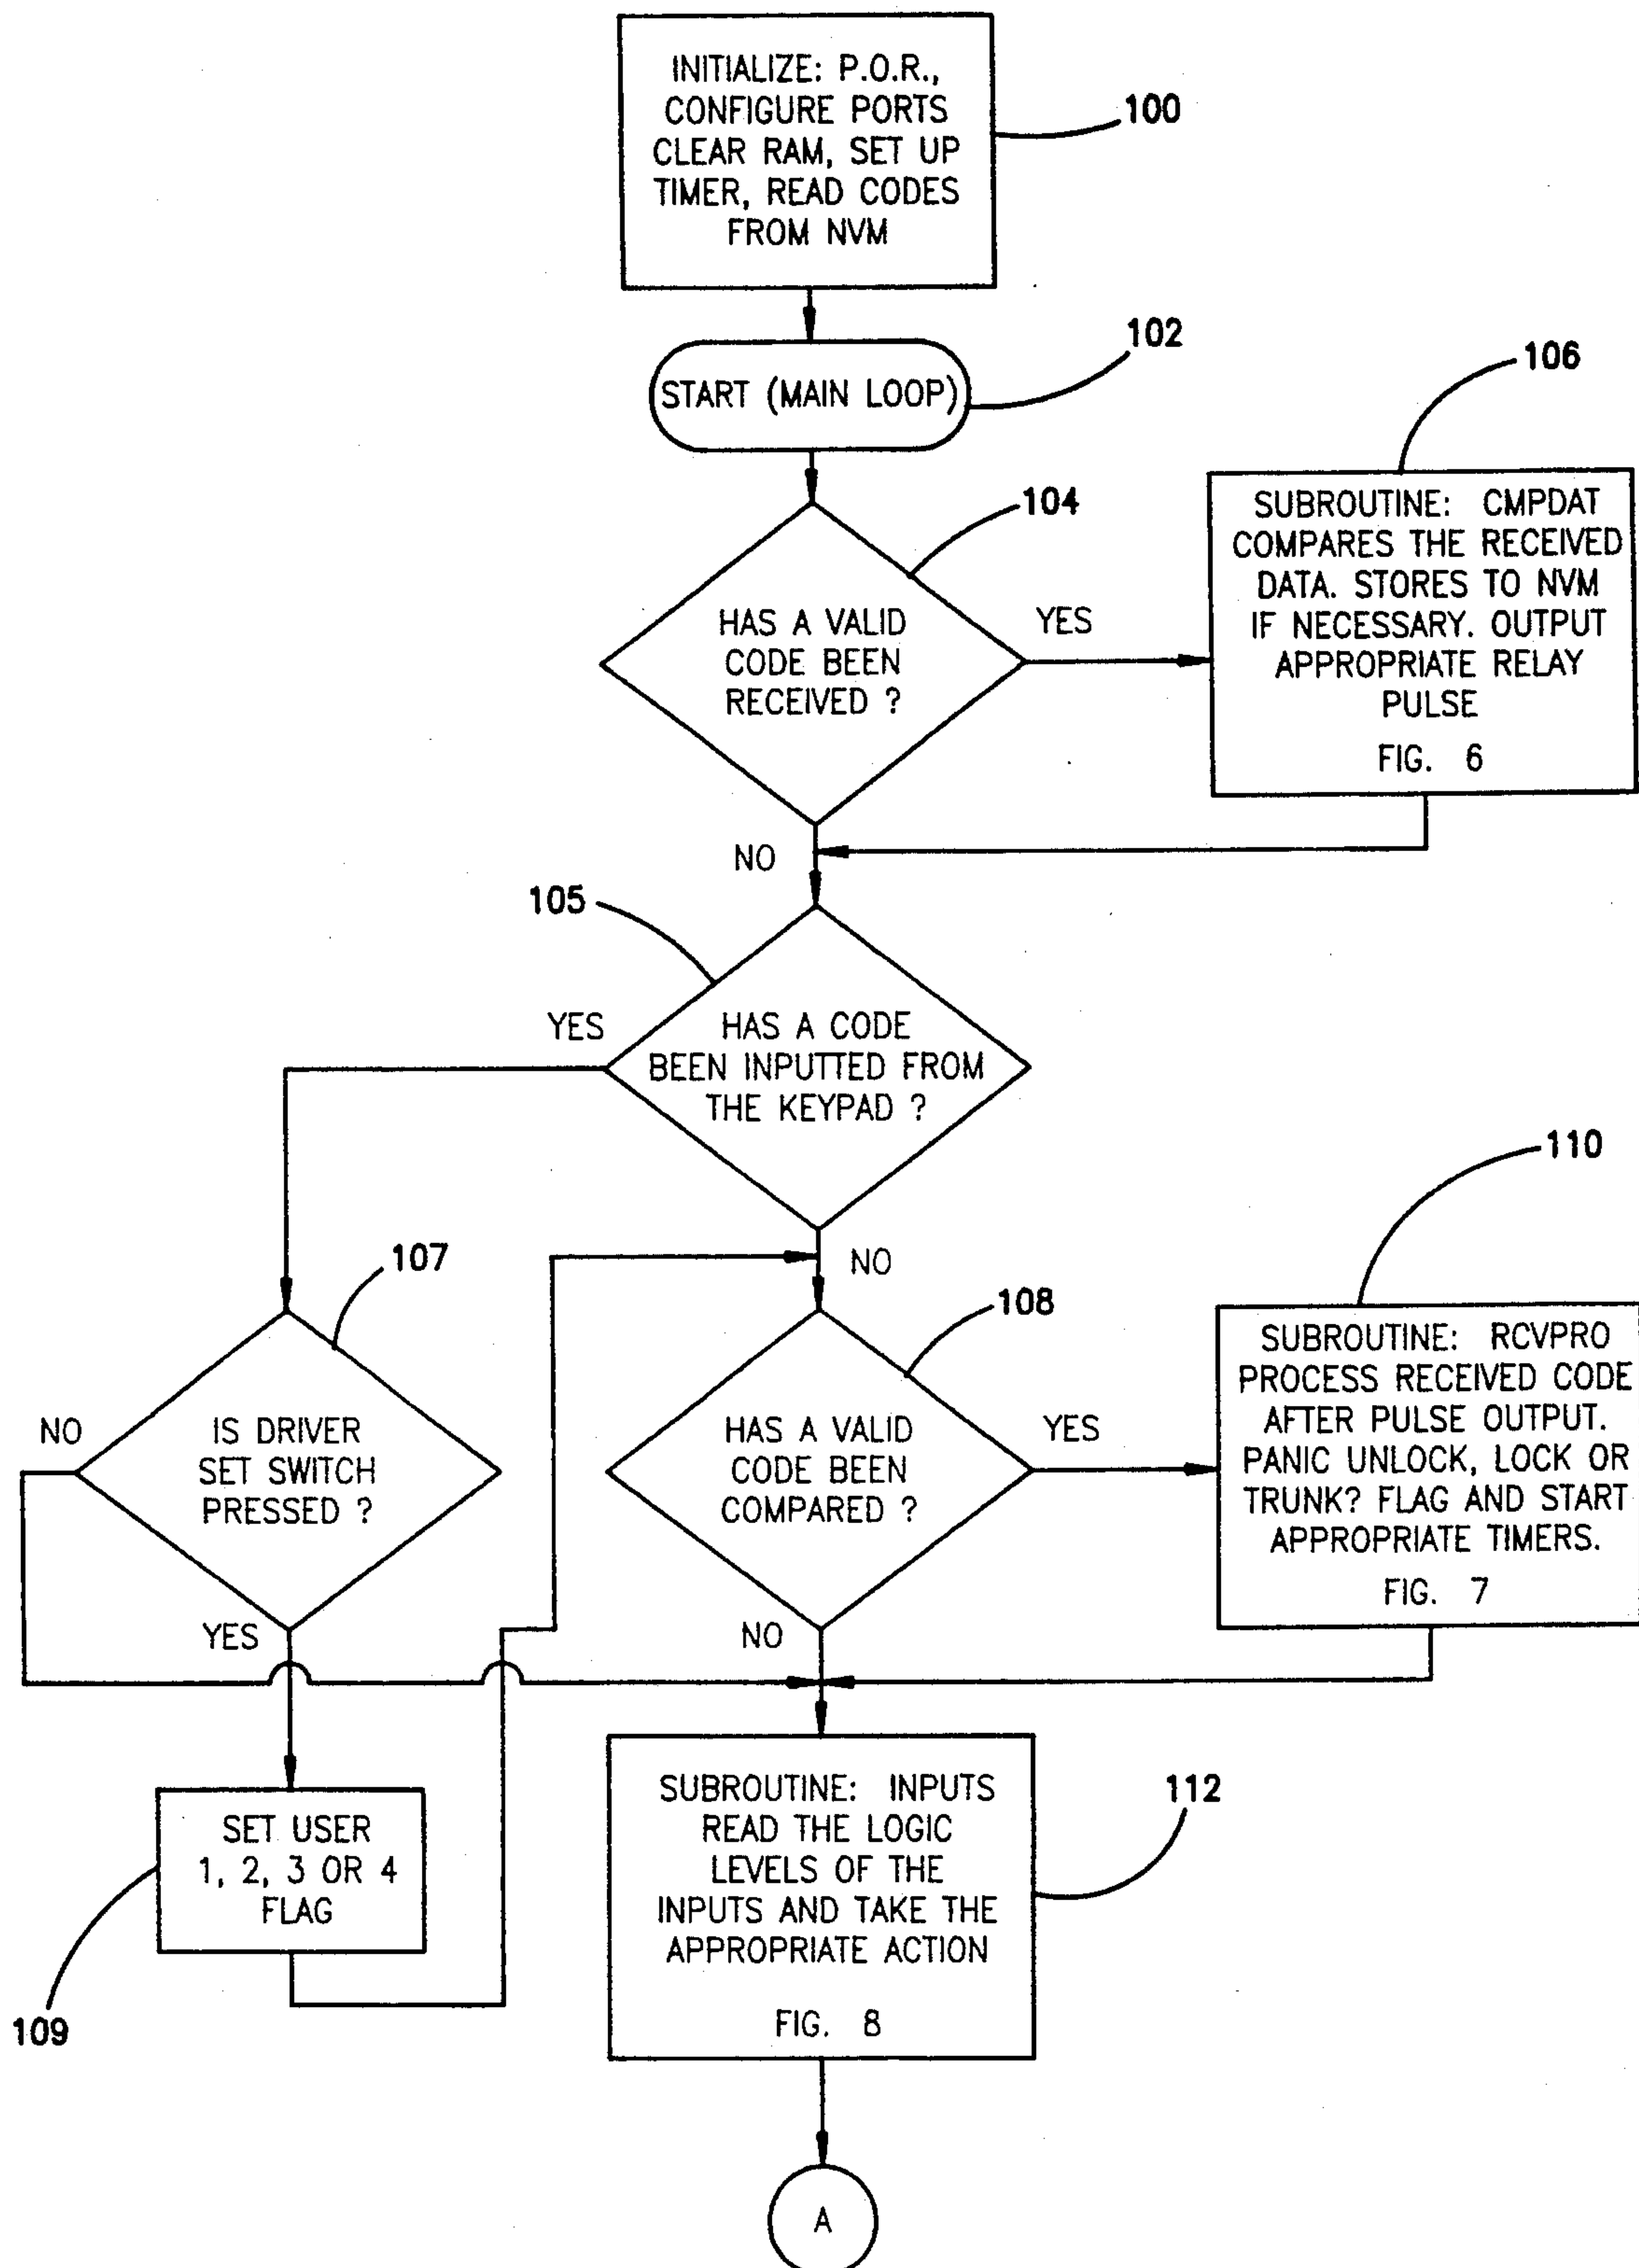 INITIALIZE: P.O.R.,
CONFIGURE PORTS
CLEAR RAM, SET UP
TIMER, READ CODES
FROM NVM
100
START (MAIN LOOP)
102
106
SUBROUTINE: CMPDAT
COMPARES THE RECEIVED
DATA. STORES TO NVM
IF NECESSARY. OUTPUT
APPROPRIATE RELAY
PULSE
FIG. 6
104
HAS A VALID
CODE BEEN
RECEIVED ?
YES
NO
105
HAS A CODE
BEEN INPUTTED FROM
THE KEYPAD ?
YES
NO
107
IS DRIVER
SET SWITCH
PRESSED ?
NO
YES
108
HAS A VALID
CODE BEEN
COMPARED ?
YES
NO
110
SUBROUTINE: RCVPRO
PROCESS RECEIVED CODE
AFTER PULSE OUTPUT.
PANIC UNLOCK, LOCK OR
TRUNK? FLAG AND START
APPROPRIATE TIMERS.
FIG. 7
SET USER
1, 2, 3 OR 4
FLAG
109
SUBROUTINE: INPUTS
READ THE LOGIC
LEVELS OF THE
INPUTS AND TAKE THE
APPROPRIATE ACTION
FIG. 8
112
A